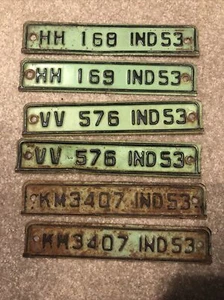 HH 168 IND53
HH 169 IND53
VV 576 IND53
VV 576 IND53
KM3407 IND53
KM3407 IND53